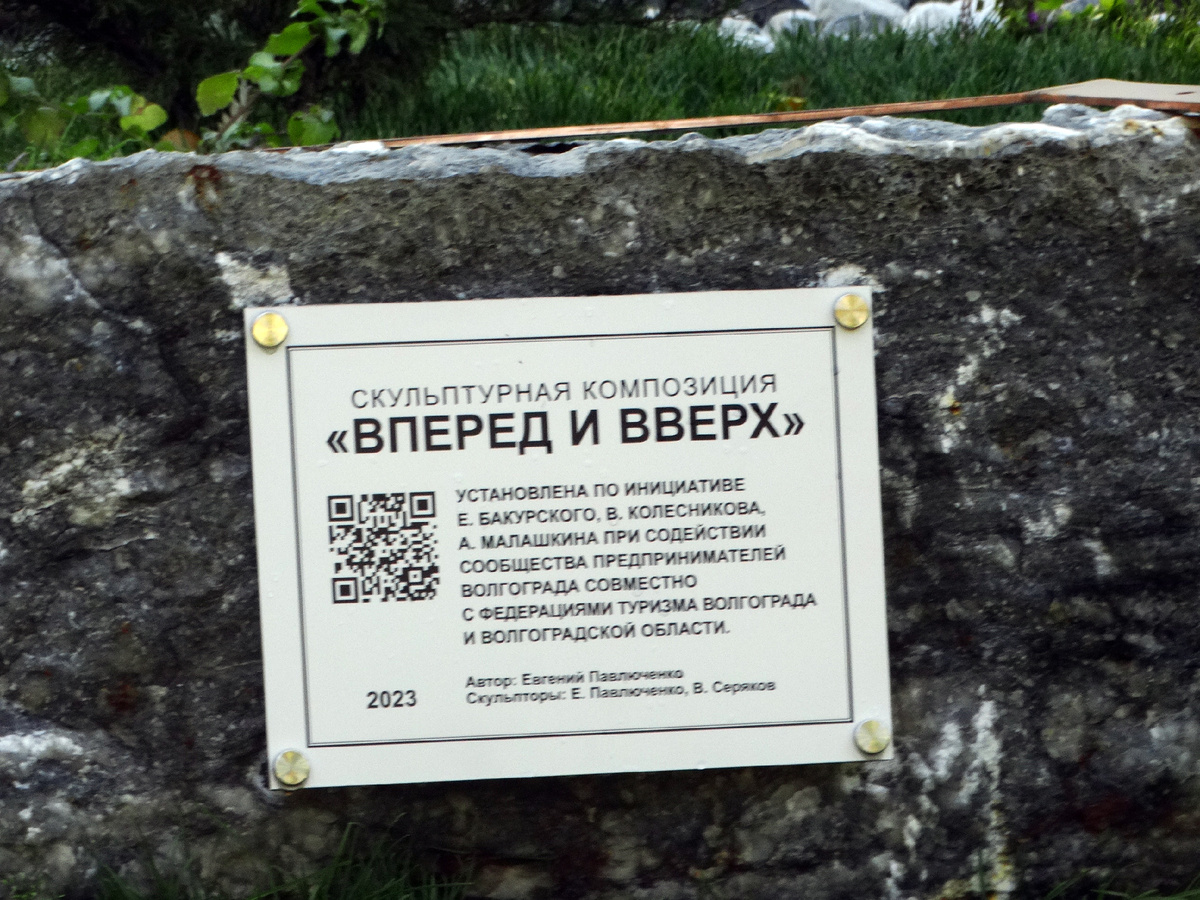 СКУЛЬПТУРНАЯ КОМПОЗИЦИЯ
«ВПЕРЕД И ВВЕРХ»
УСТАНОВЛЕНА ПО ИНИЦИАТИВЕ
Е. БАКУРСКОГО, В. КОЛЕСНИКОВА,
А. МАЛАШКИНА ПРИ СОДЕЙСТВИИ
СООБЩЕСТВА ПРЕДПРИНИМАТЕЛЕЙ
ВОЛГОГРАДА СОВМЕСТНО
С ФЕДЕРАЦИЯМИ ТУРИЗМА ВОЛГОГРАДА
И ВОЛГОГРАДСКОЙ ОБЛАСТИ.
Автор: Евгений Павлюченко
Скульпторы: Е. Павлюченко, В. Серяков
2023